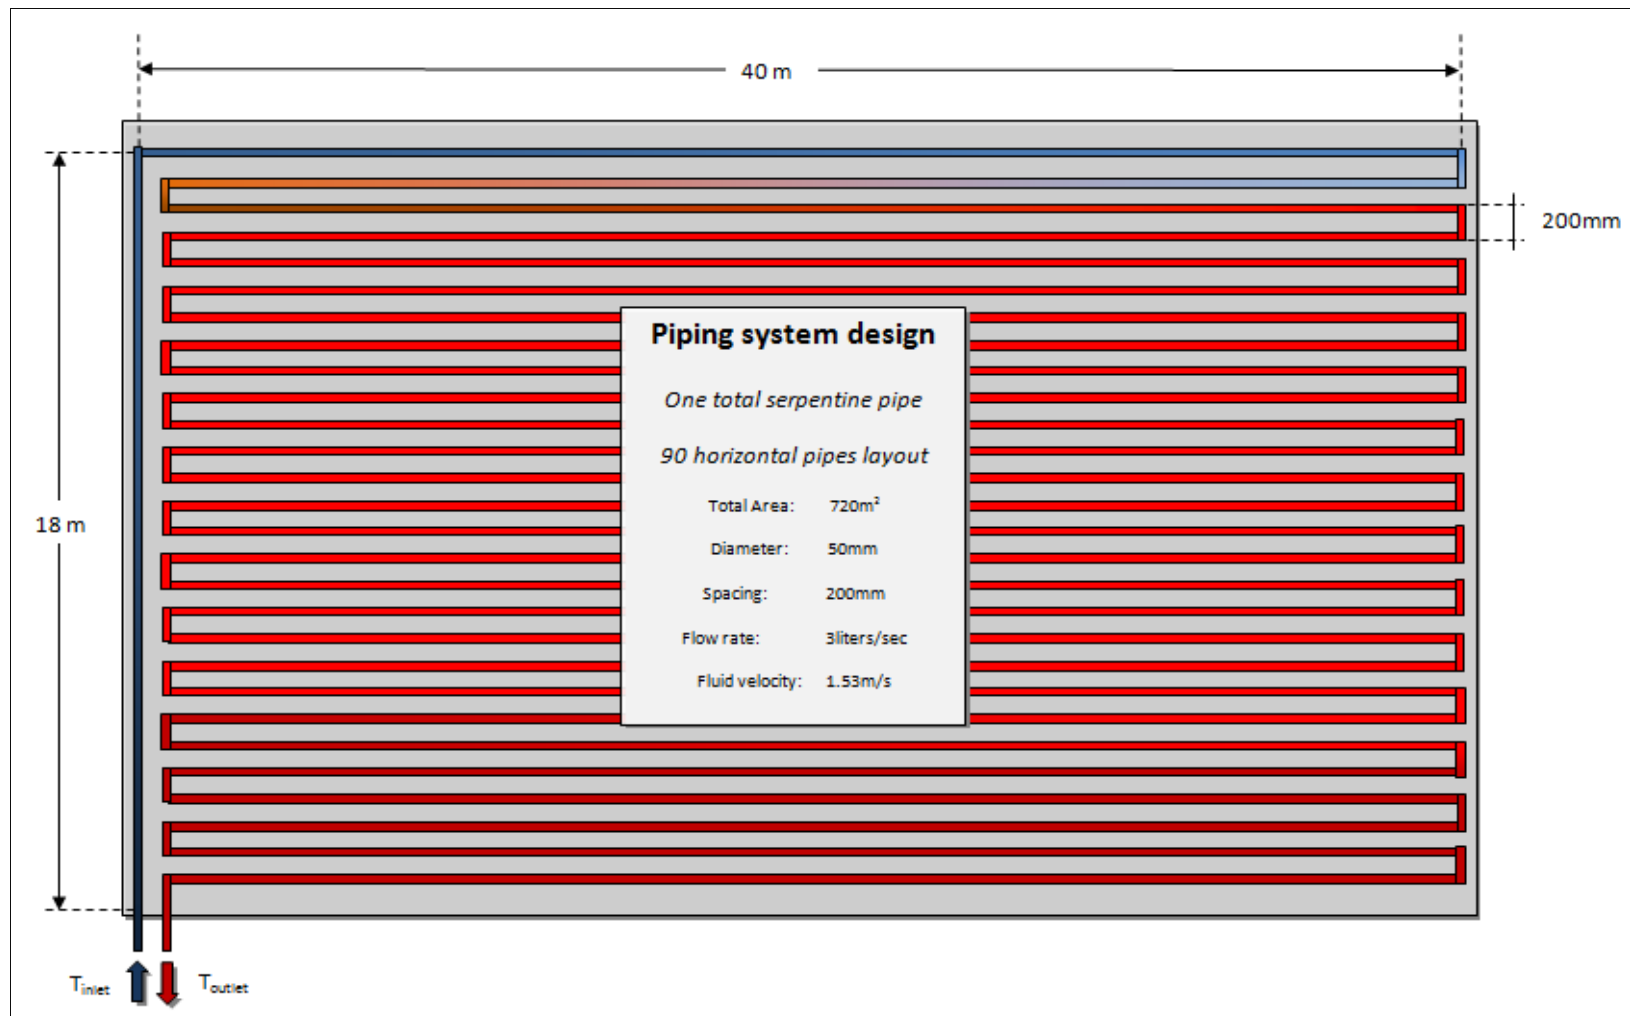 40 m
200mm
18 m
Piping system design
One total serpentine pipe
90 horizontal pipes layout
Total Area: 720m²
Diameter: 50mm
Spacing: 200mm
Flow rate: 3liters/sec
Fluid velocity: 1.53m/s
Tinlet
Toutlet